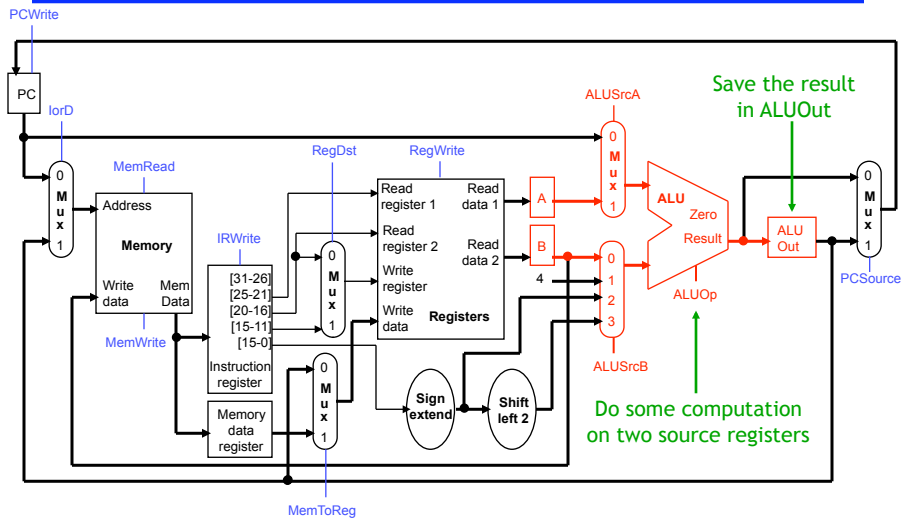 PCWrite
PC
IorD
0
M
u
x
1
MemRead
Address
Memory
Write
data
Mem
Data
MemWrite
IRWrite
[31-26]
[25-21]
[20-16]
[15-11]
[15-0]
Instruction
register
Memory
data
register
RegDst
0
M
u
x
1
0
M
u
x
1
MemToReg
RegWrite
Read
register 1
Read
data 1
Read
register 2
Read
data 2
Write
register
Write
data
Registers
Sign
extend
Shift
left 2
A
B
4
ALUSrcA
0
M
u
x
1
0
1
2
3
ALUSrcB
ALU
Zero
Result
ALUOp
ALU
Out
0
M
u
x
1
PCSource
Save the result
in ALUOut
Do some computation
on two source registers